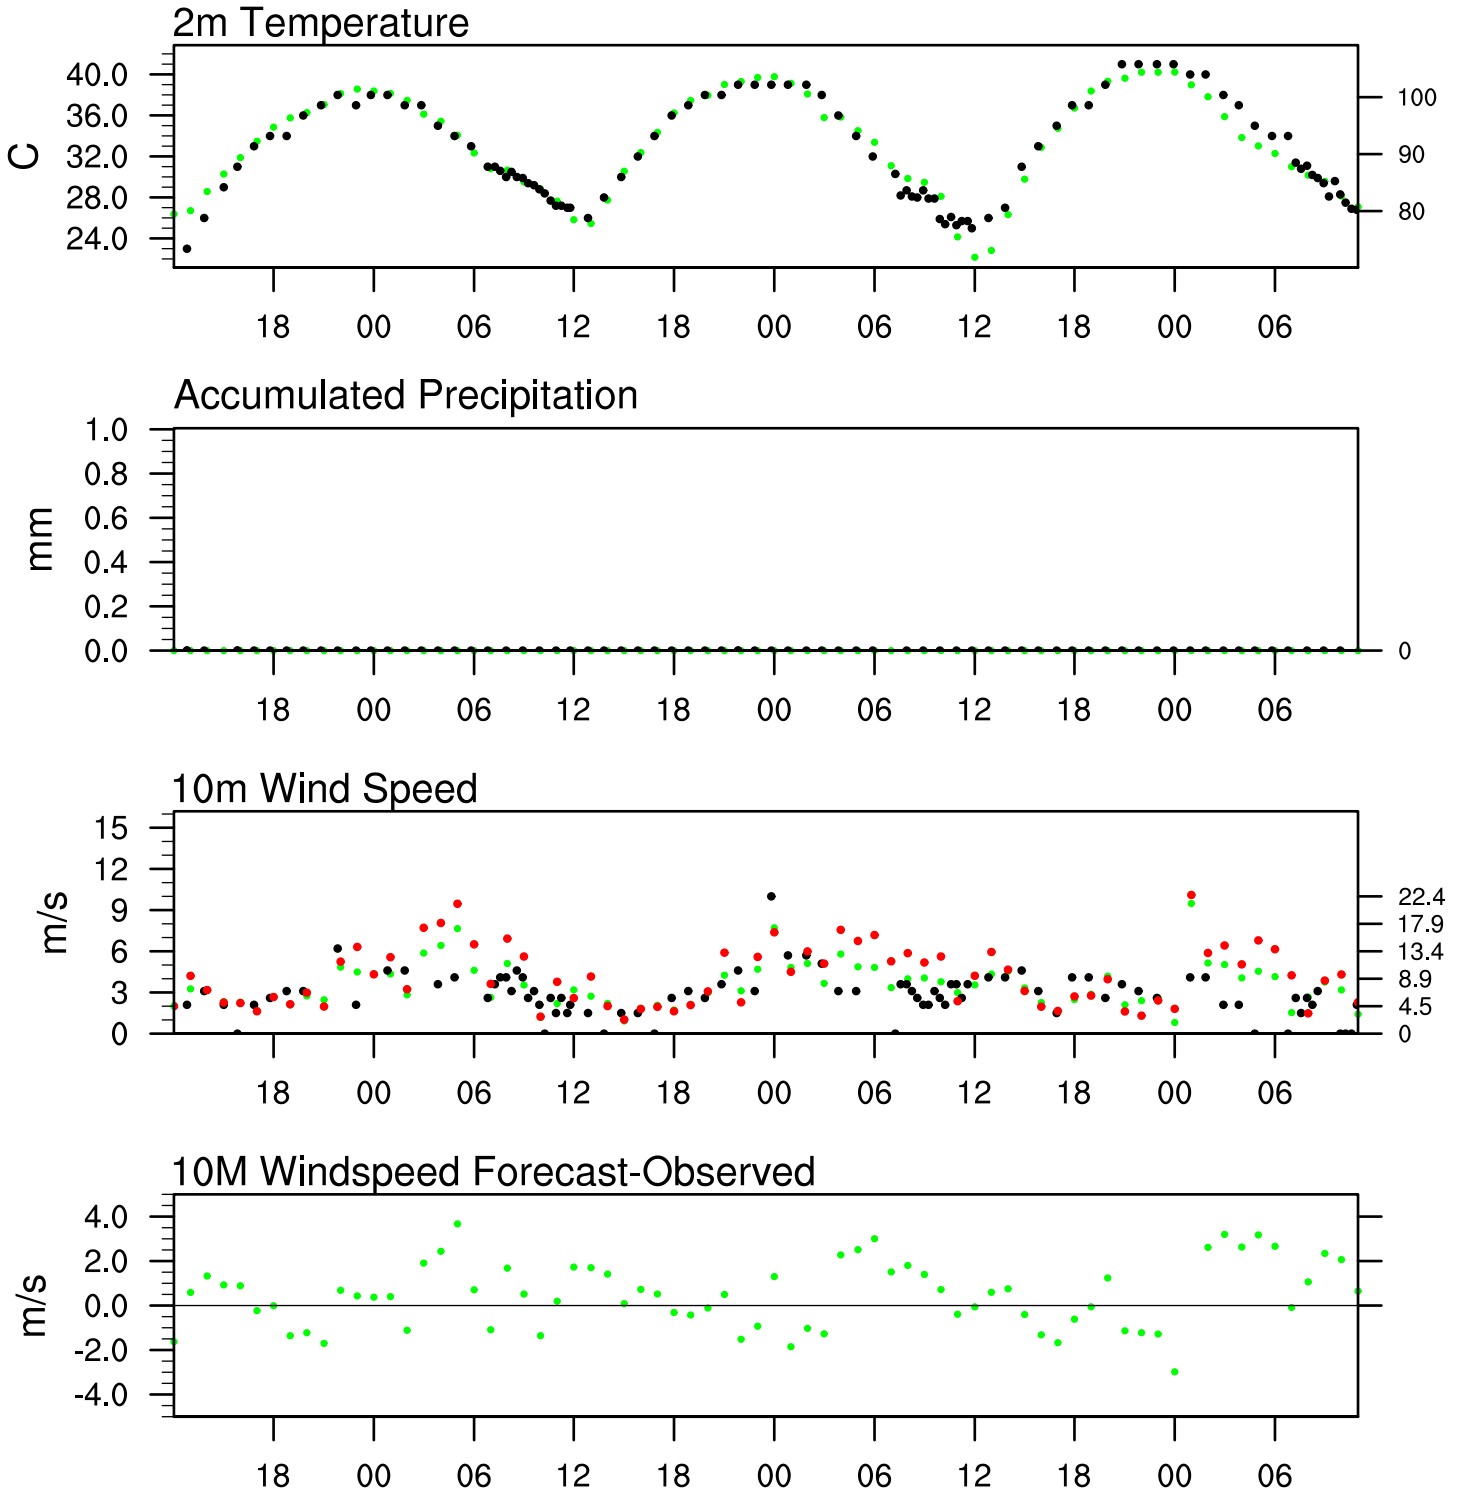 2m Temperature
40.0
36.0
32.0
28.0
24.0
C
100
90
80
18 00 06 12 18 00 06 12 18 00 06
Accumulated Precipitation
1.0
0.8
0.6
0.4
0.2
0.0
mm
0
18 00 06 12 18 00 06 12 18 00 06
10m Wind Speed
15
12
9
6
3
0
m/s
22.4
17.9
13.4
8.9
4.5
0
18 00 06 12 18 00 06 12 18 00 06
10M Windspeed Forecast-Observed
4.0
2.0
0.0
-2.0
-4.0
m/s
18 00 06 12 18 00 06 12 18 00 06